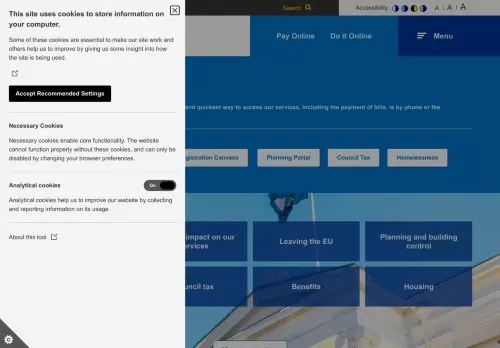 This site uses cookies to store information on
your computer.
Some of these cookies are essential to make our site work and
others help us to improve by giving us some insight into how
the site is being used.
Accept Recommended Settings
Necessary Cookies
Necessary cookies enable core functionality. The website
cannot function properly without these cookies, and can only be
disabled by changing your browser preferences.
Analytical cookies
On
Analytical cookies help us to improve our website by collecting
and reporting information on its usage.
About this tool
Search
Accessibility
A A A
Pay Online
Do it Online
Menu
and quickest way to access our services, including the payment of bills, is by phone or the
Canvass
Planning Portal
Council Tax
Homelessness
impact on our
services
Leaving the EU
Planning and building
control
tax
Benefits
Housing